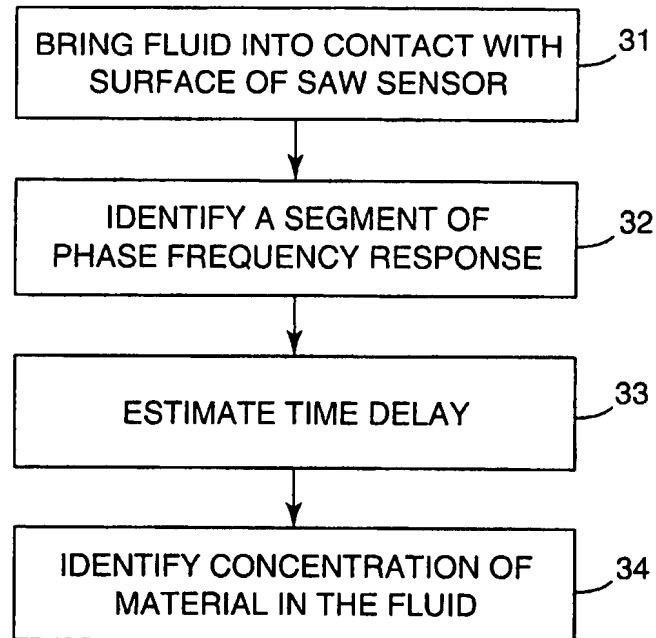 BRING FLUID INTO CONTACT WITH
SURFACE OF SAW SENSOR
31
IDENTIFY A SEGMENT OF
PHASE FREQUENCY RESPONSE
32
ESTIMATE TIME DELAY
33
IDENTIFY CONCENTRATION OF
MATERIAL IN THE FLUID
34